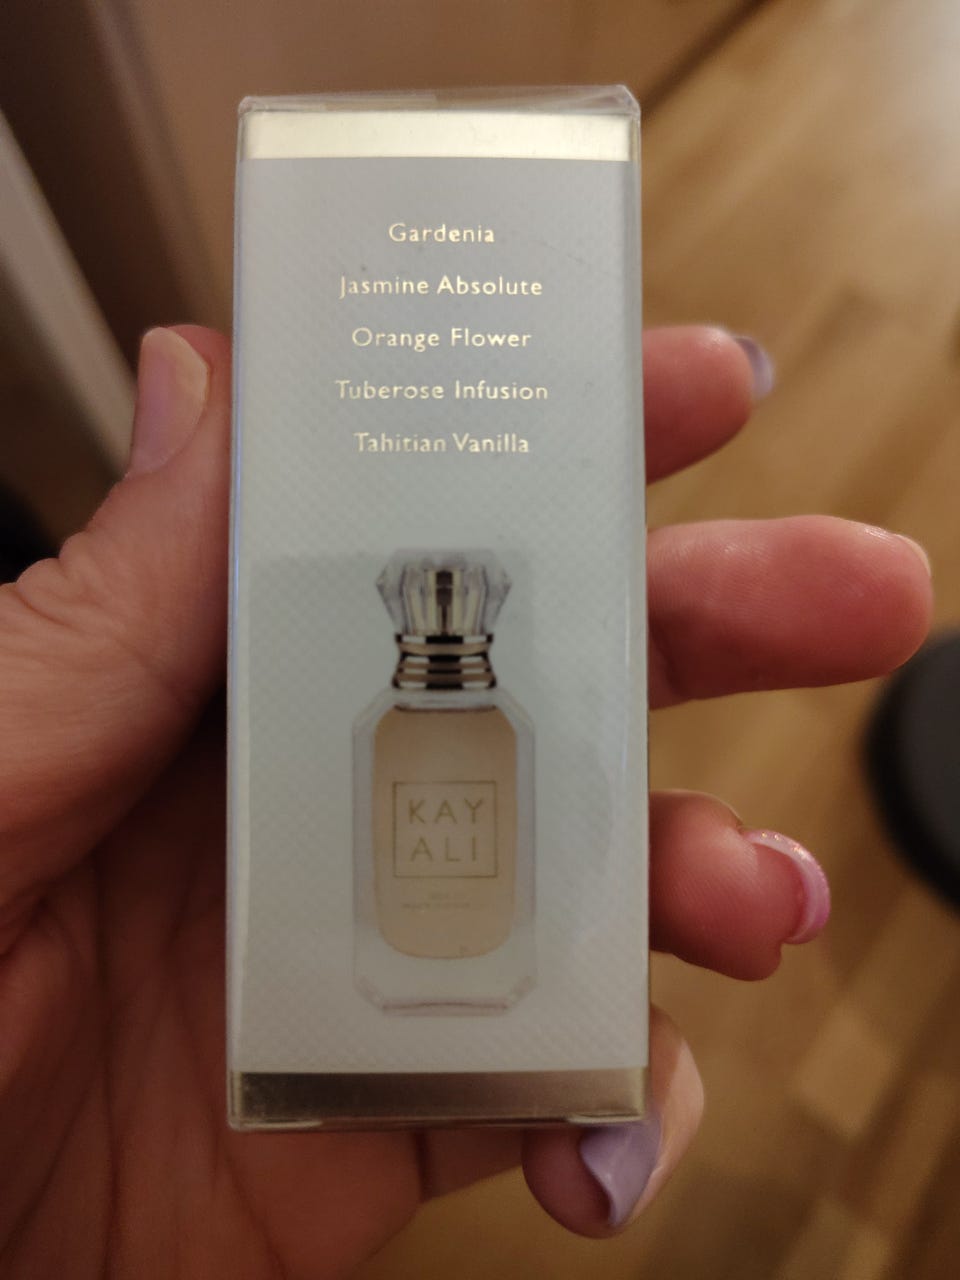 Gardenia
Jasmine Absolute
Orange Flower
Tuberose Infusion
Tahitian Vanilla
KAY
ALI